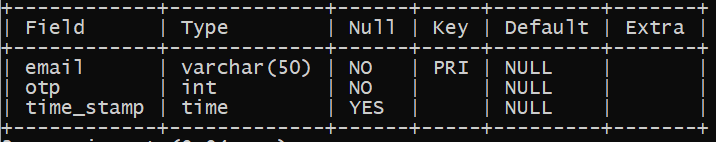 +------------+-------------+------+-----+---------+-------+
| Field      | Type        | Null | Key | Default | Extra |
+------------+-------------+------+-----+---------+-------+
| email      | varchar(50) | NO   | PRI | NULL    |       |
| otp        | int         | NO   |     | NULL    |       |
| time_stamp | time        | YES  |     | NULL    |       |
+------------+-------------+------+-----+---------+-------+